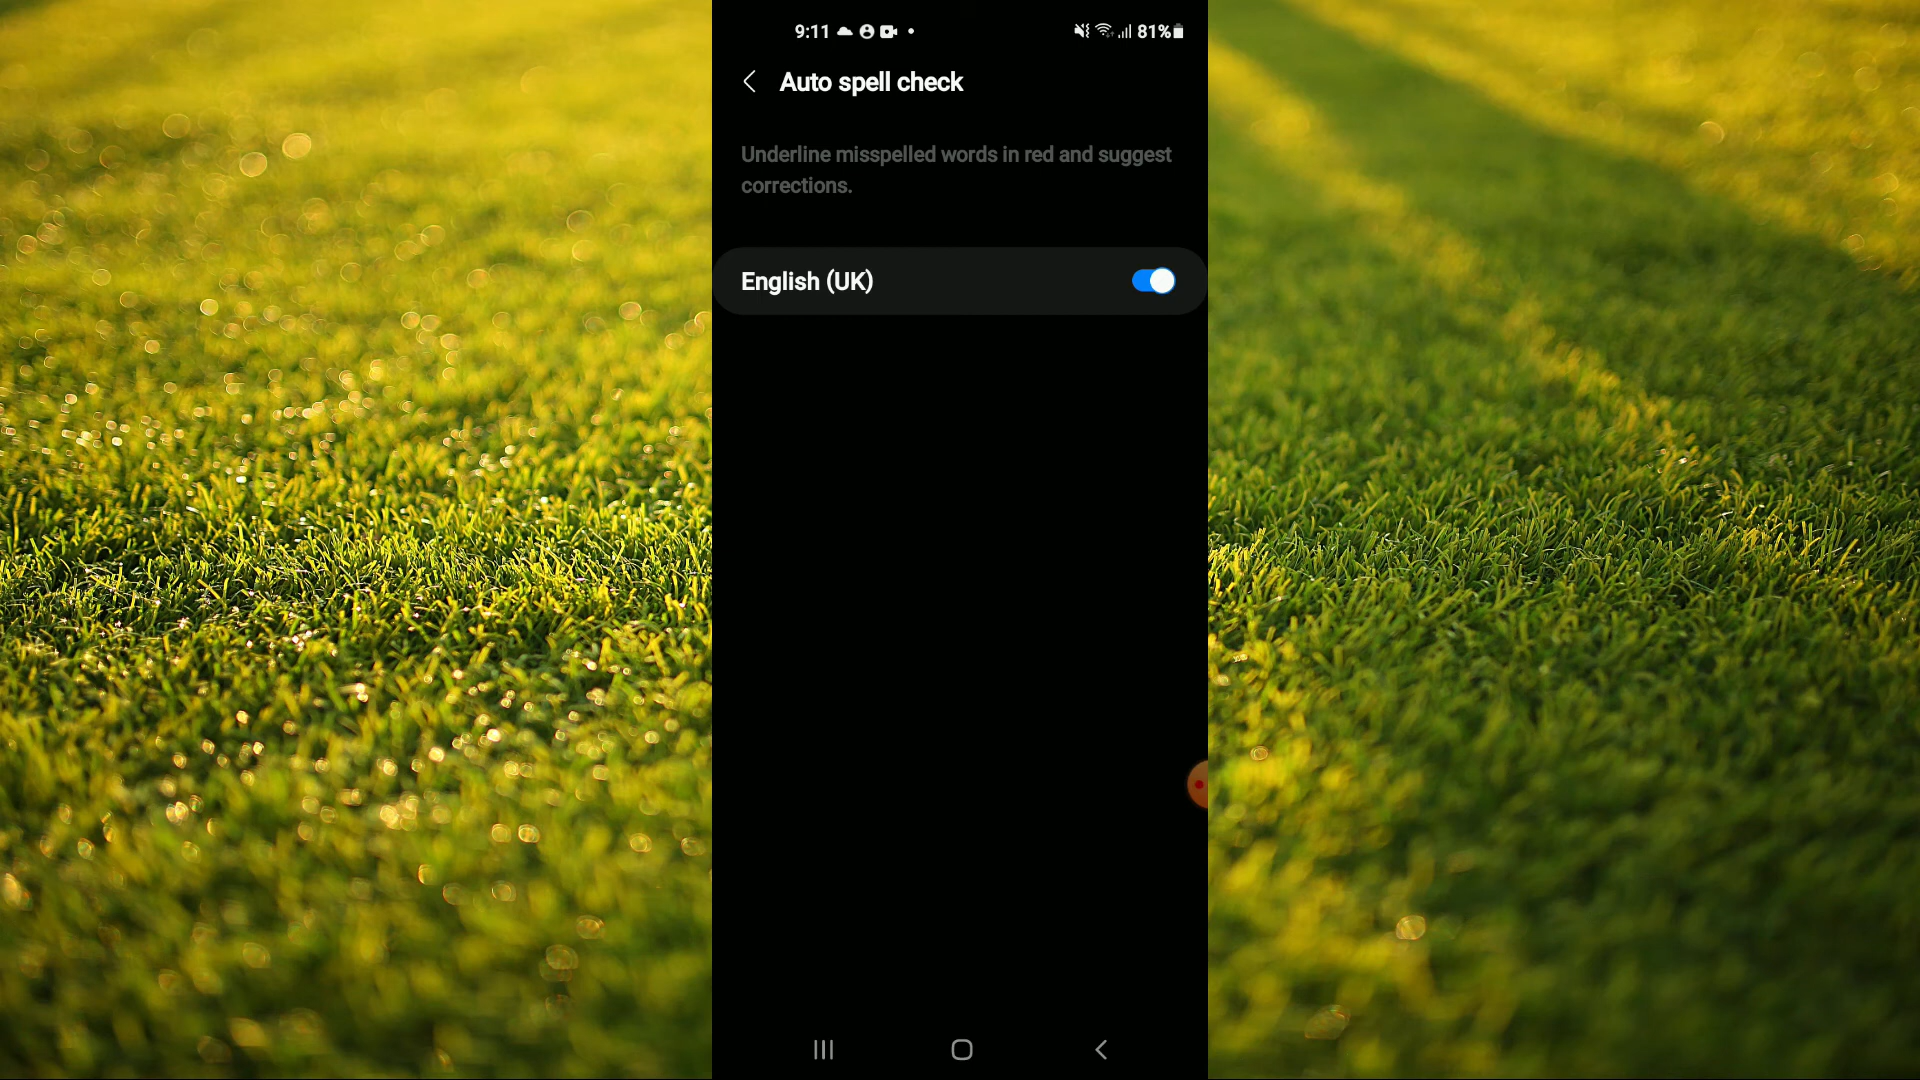 9:11 81%
Auto spell check
Underline misspelled words in red and suggest
corrections.
English (UK)